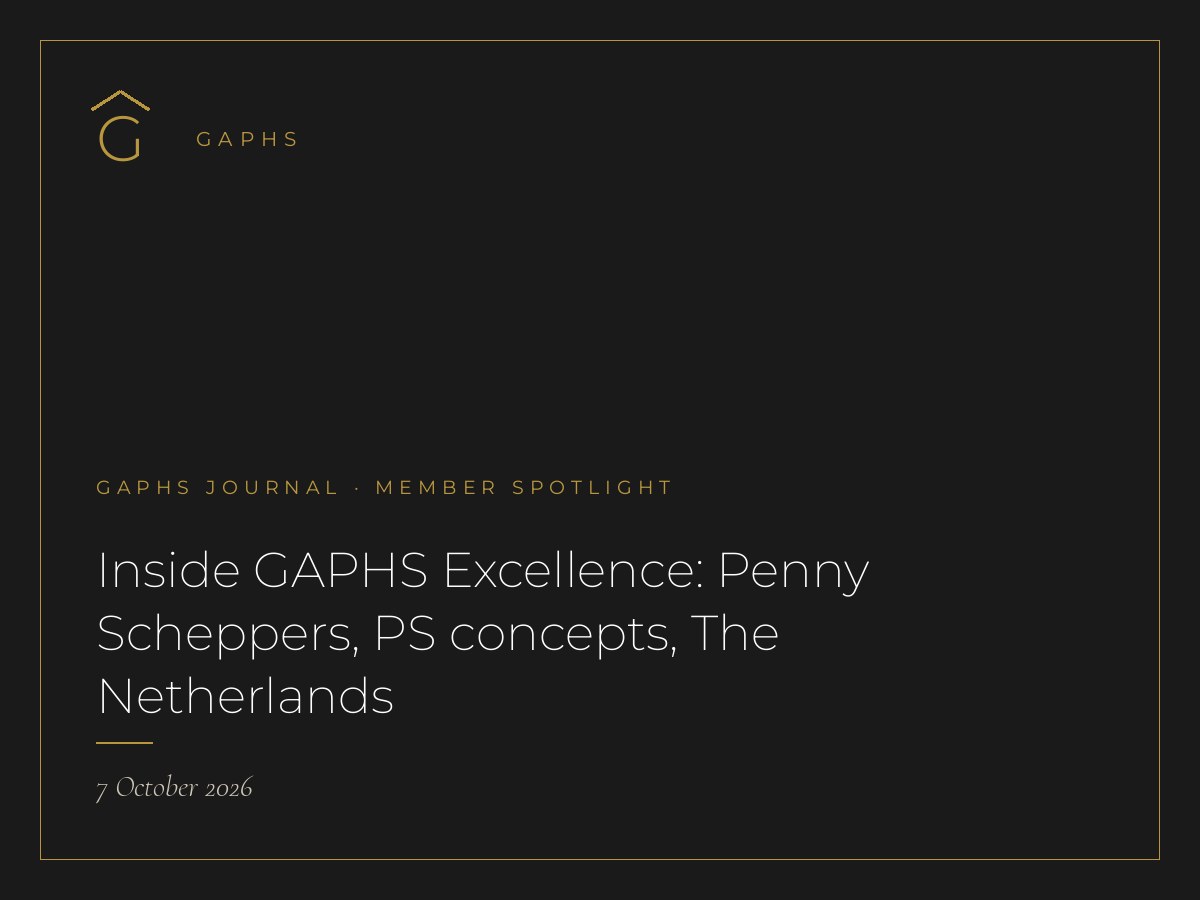 G
GAPHS
GAPHS JOURNAL · MEMBER SPOTLIGHT
Inside GAPHS Excellence: Penny
Scheppers, PS concepts, The
Netherlands
7 October 2026